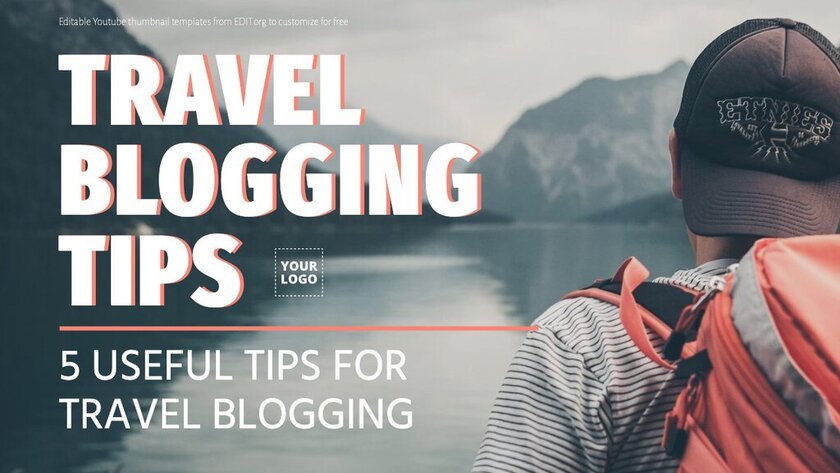 Editable Youtube thumbnail templates from EDIT.org to customize for free
TRAVEL
BLOGGING
TIPS
YOUR
LOGO
5 USEFUL TIPS FOR
TRAVEL BLOGGING
ETNIES